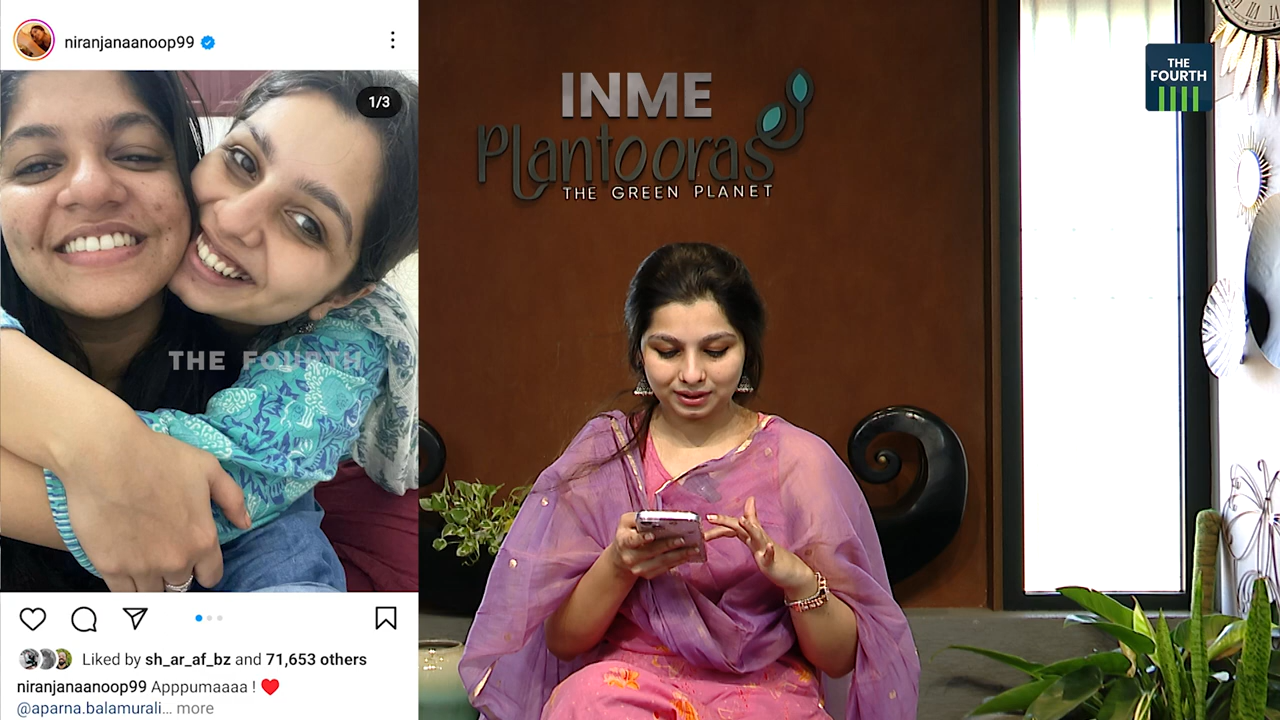 niranjanaanoop99
1/3
THE FOURTH
Liked by sh_ar_af_bz and 71,653 others
niranjanaanoop99 Apppumaaaa ! ❤️
@aparna.balamurali... more
INME
Plantooras
THE GREEN PLANET
THE
FOURTH